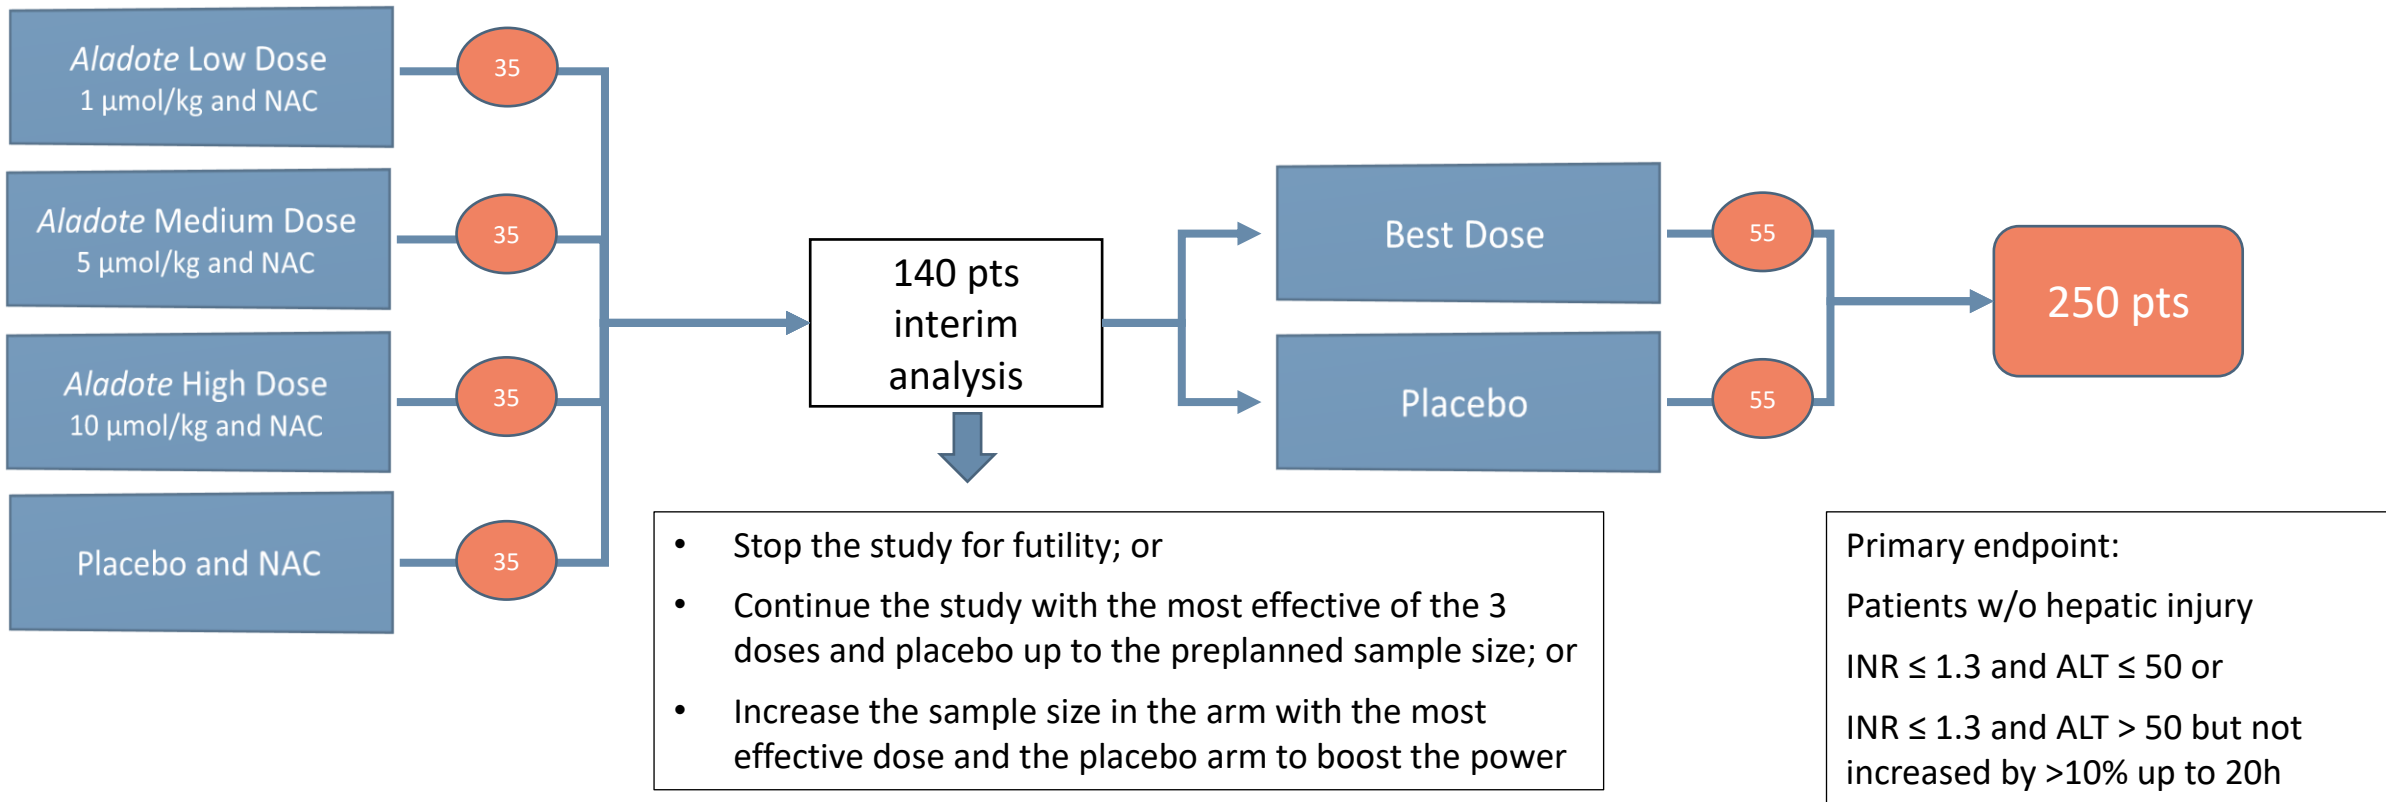 Aladote Low Dose
1 µmol/kg and NAC
35
Aladote Medium Dose
5 µmol/kg and NAC
35
Aladote High Dose
10 µmol/kg and NAC
35
Placebo and NAC
35
140 pts
interim
analysis
Best Dose
55
Placebo
55
250 pts
• Stop the study for futility; or
• Continue the study with the most effective of the 3
doses and placebo up to the preplanned sample size; or
• Increase the sample size in the arm with the most
effective dose and the placebo arm to boost the power
Primary endpoint:
Patients w/o hepatic injury
INR ≤ 1.3 and ALT ≤ 50 or
INR ≤ 1.3 and ALT > 50 but not
increased by >10% up to 20h